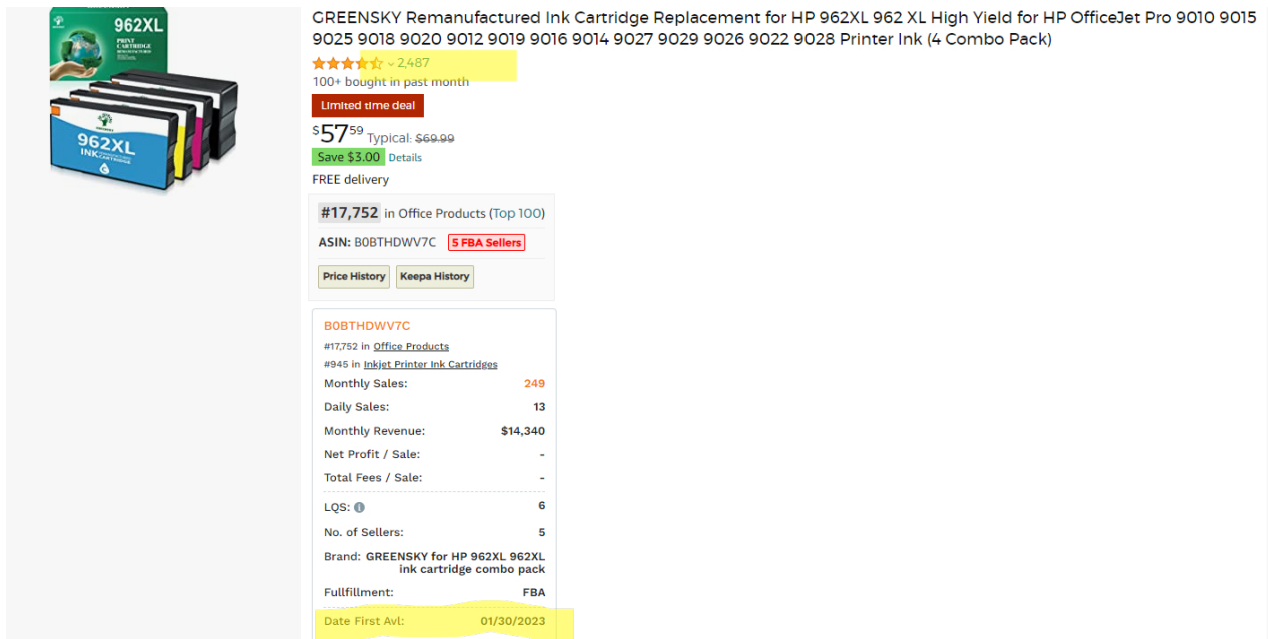 962XL
PRINT
CARTRIDGE
REMANUFACTURED
962XL
INK CARTRIDGE
GREENSKY Remanufactured Ink Cartridge Replacement for HP 962XL 962 XL High Yield for HP OfficeJet Pro 9010 9015
9025 9018 9020 9012 9019 9016 9014 9027 9029 9026 9022 9028 Printer Ink (4 Combo Pack)
2,487
100+ bought in past month
Limited time deal
$57 59 Typical: $69.99
Save $3.00 Details
FREE delivery
#17,752 in Office Products (Top 100)
ASIN: B0BTHDWV7C 5 FBA Sellers
Price History Keepa History
B0BTHDWV7C
#17,752 in Office Products
#945 in Inkjet Printer Ink Cartridges
Monthly Sales: 249
Daily Sales: 13
Monthly Revenue: $14,340
Net Profit / Sale: -
Total Fees / Sale: -
LQS: 6
No. of Sellers: 5
Brand: GREENSKY for HP 962XL 962XL
ink cartridge combo pack
Fullfillment: FBA
Date First Avl: 01/30/2023